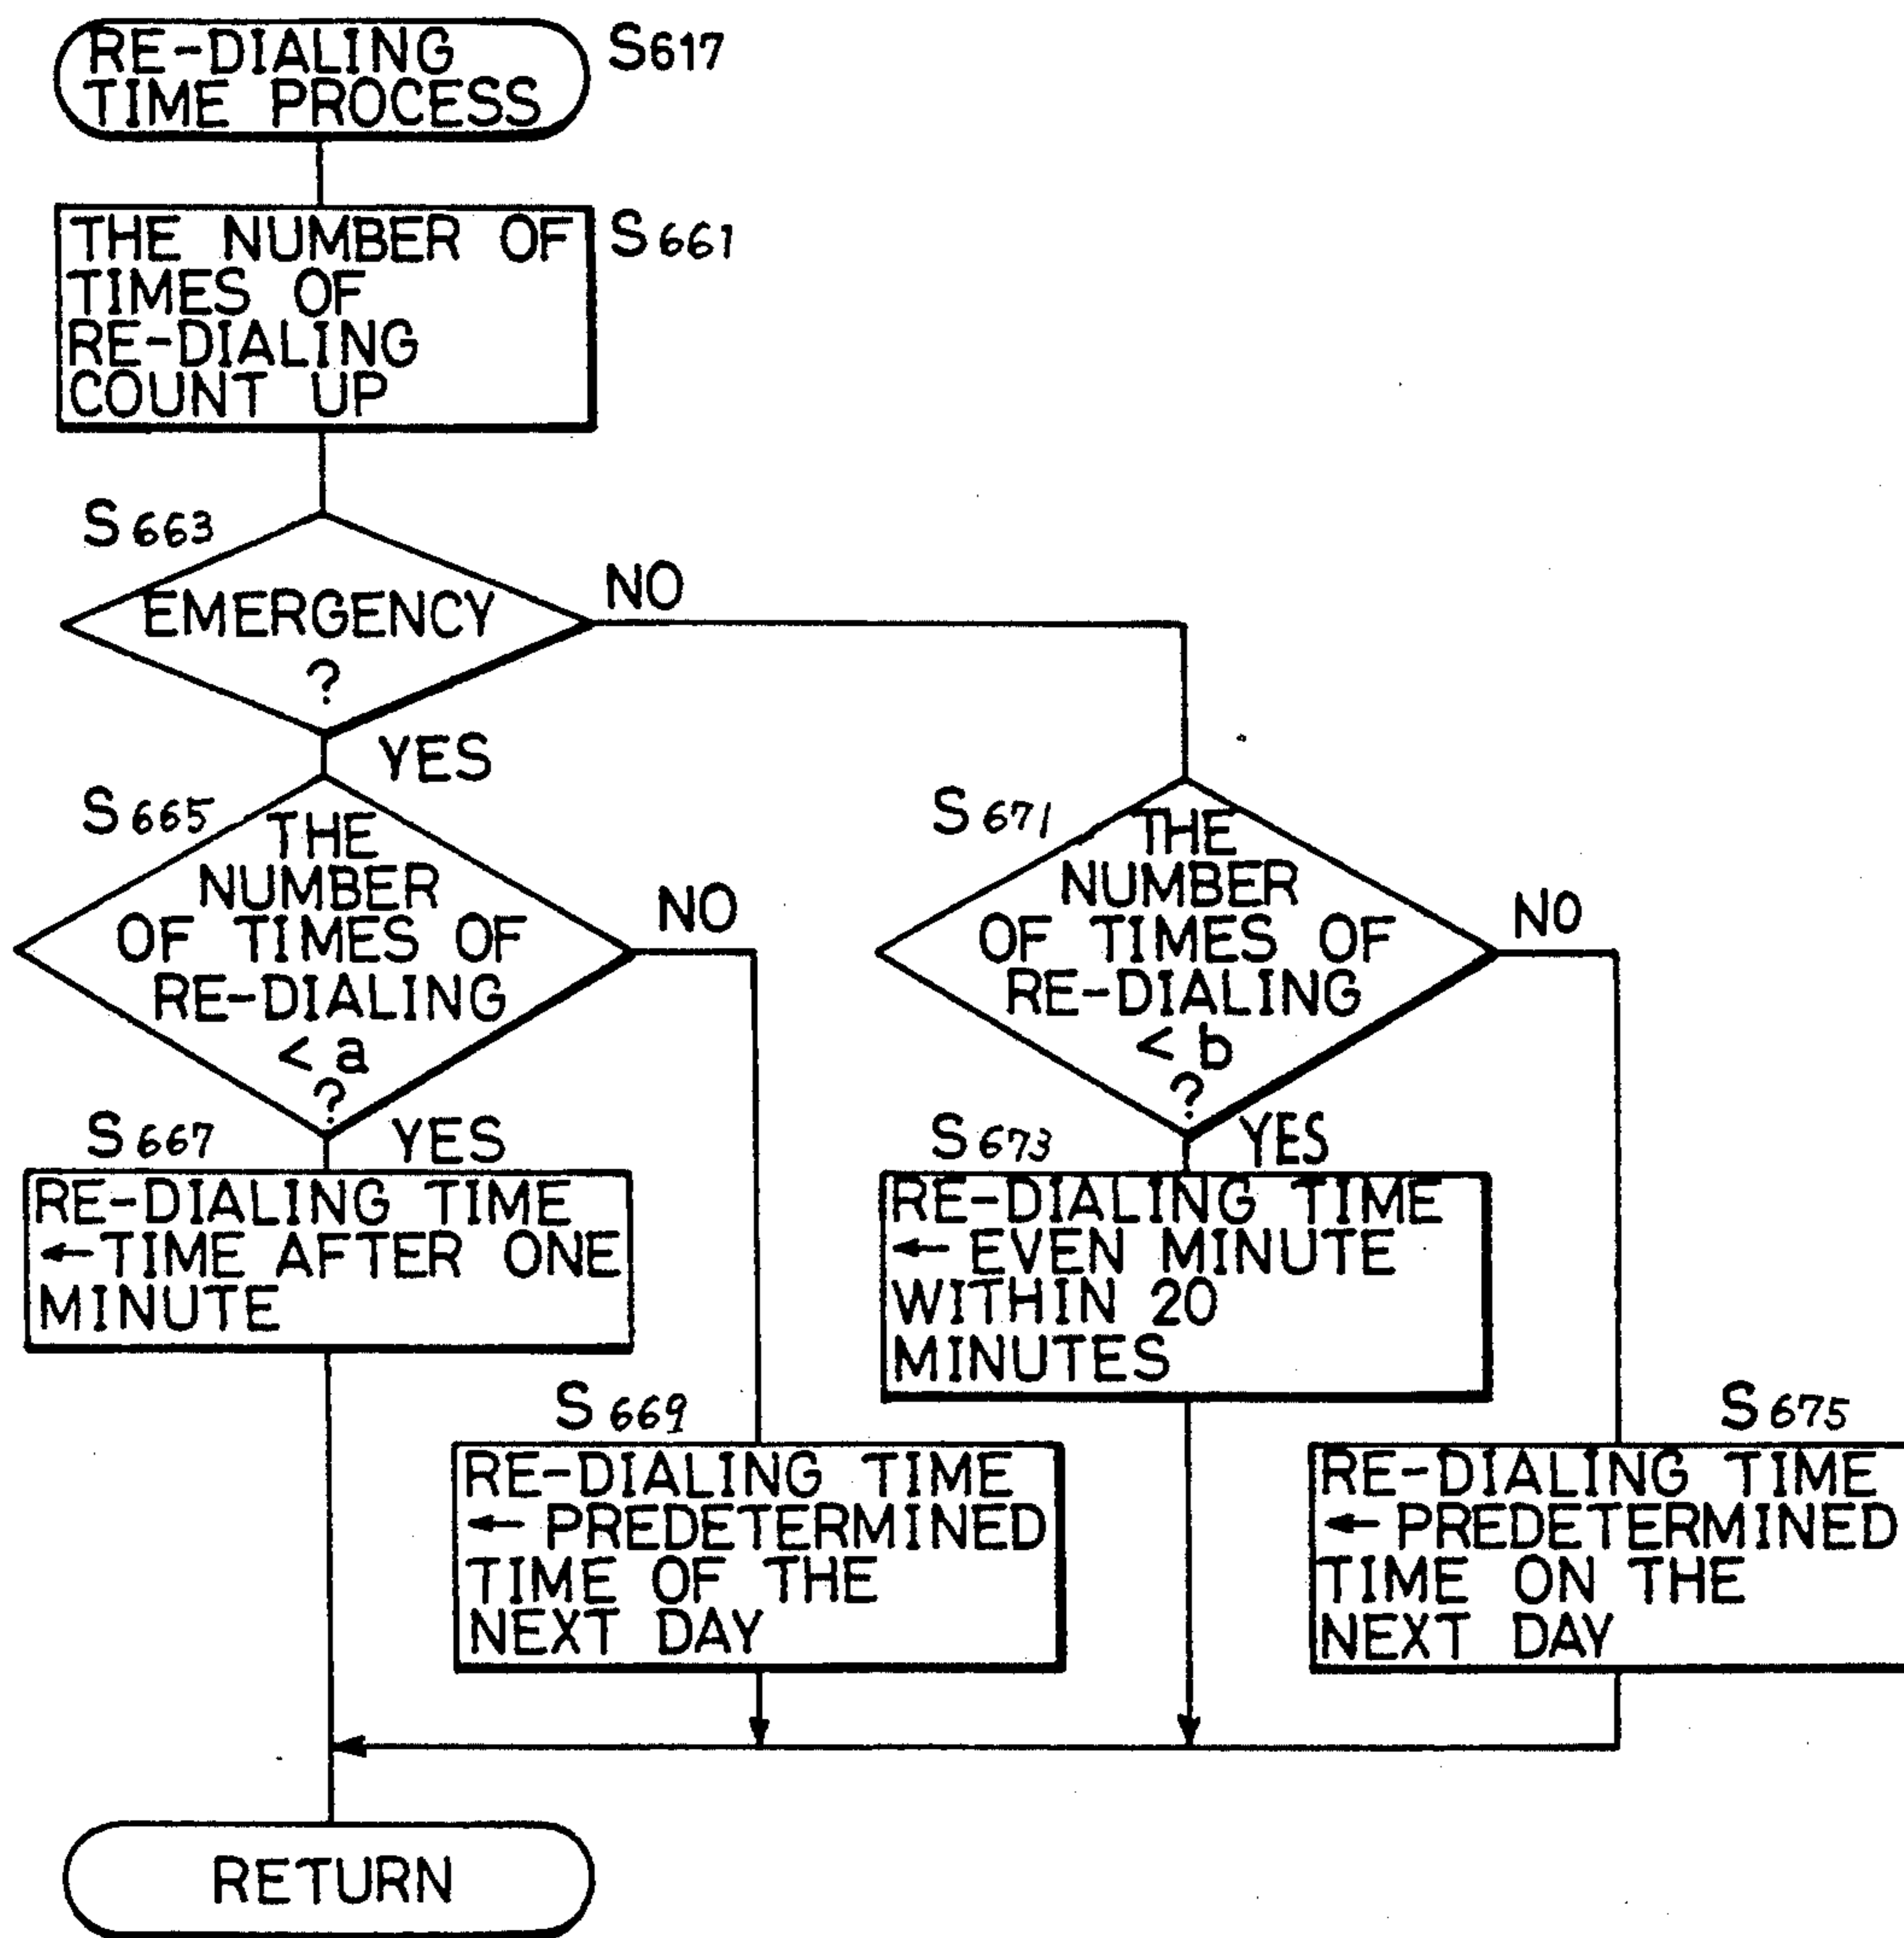 RE-DIALING
TIME PROCESS
S617
THE NUMBER OF
TIMES OF
RE-DIALING
COUNT UP
S661
S663
EMERGENCY
?
NO
YES
S665
THE
NUMBER
OF TIMES OF
RE-DIALING
< a
?
NO
YES
S671
THE
NUMBER
OF TIMES OF
RE-DIALING
< b
?
NO
YES
S667
RE-DIALING TIME
←TIME AFTER ONE
MINUTE
S673
RE-DIALING TIME
← EVEN MINUTE
WITHIN 20
MINUTES
S669
RE-DIALING TIME
← PREDETERMINED
TIME OF THE
NEXT DAY
S675
RE-DIALING TIME
← PREDETERMINED
TIME ON THE
NEXT DAY
RETURN